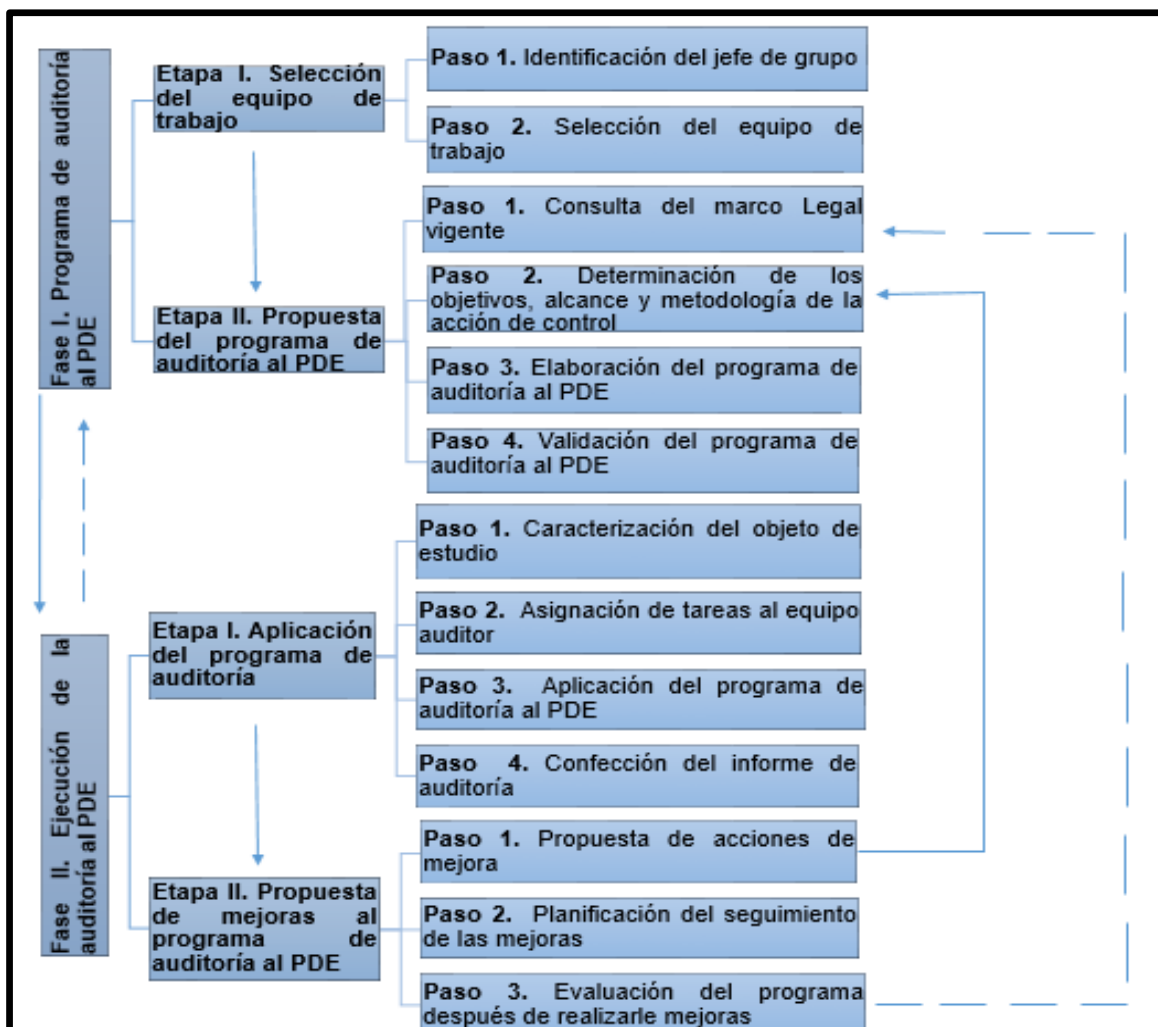 Fase I. Programa de auditoría
al PDE
Etapa I. Selección
del equipo de
trabajo
Paso 1. Identificación del jefe de grupo
Paso 2. Selección del equipo de
trabajo
Etapa II. Propuesta
del programa de
auditoría al PDE
Paso 1. Consulta del marco Legal
vigente
Paso 2. Determinación de los
objetivos, alcance y metodología de la
acción de control
Paso 3. Elaboración del programa de
auditoría al PDE
Paso 4. Validación del programa de
auditoría al PDE
Fase II. Ejecución de la
auditoría al PDE
Etapa I. Aplicación
del programa de
auditoría
Paso 1. Caracterización del objeto de
estudio
Paso 2. Asignación de tareas al equipo
auditor
Paso 3. Aplicación del programa de
auditoría al PDE
Paso 4. Confección del informe de
auditoría
Etapa II. Propuesta
de mejoras al
programa de
auditoría al PDE
Paso 1. Propuesta de acciones de
mejora
Paso 2. Planificación del seguimiento
de las mejoras
Paso 3. Evaluación del programa
después de realizarle mejoras